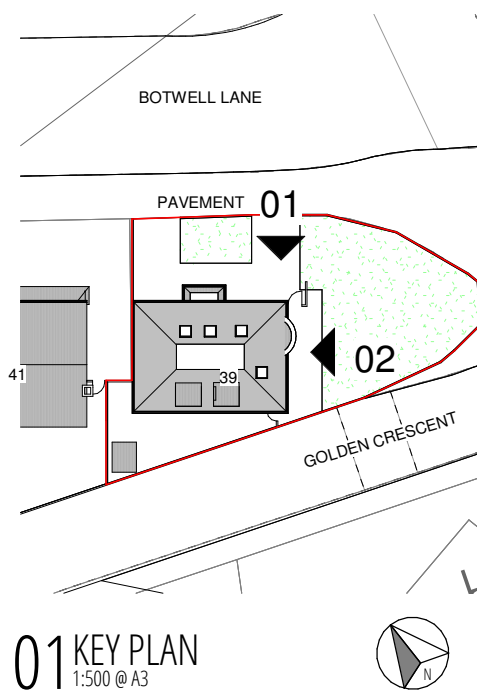 BOTWELL LANE
PAVEMENT
01
02
39
41
GOLDEN CRESCENT
01 KEY PLAN
1:500 @ A3
N